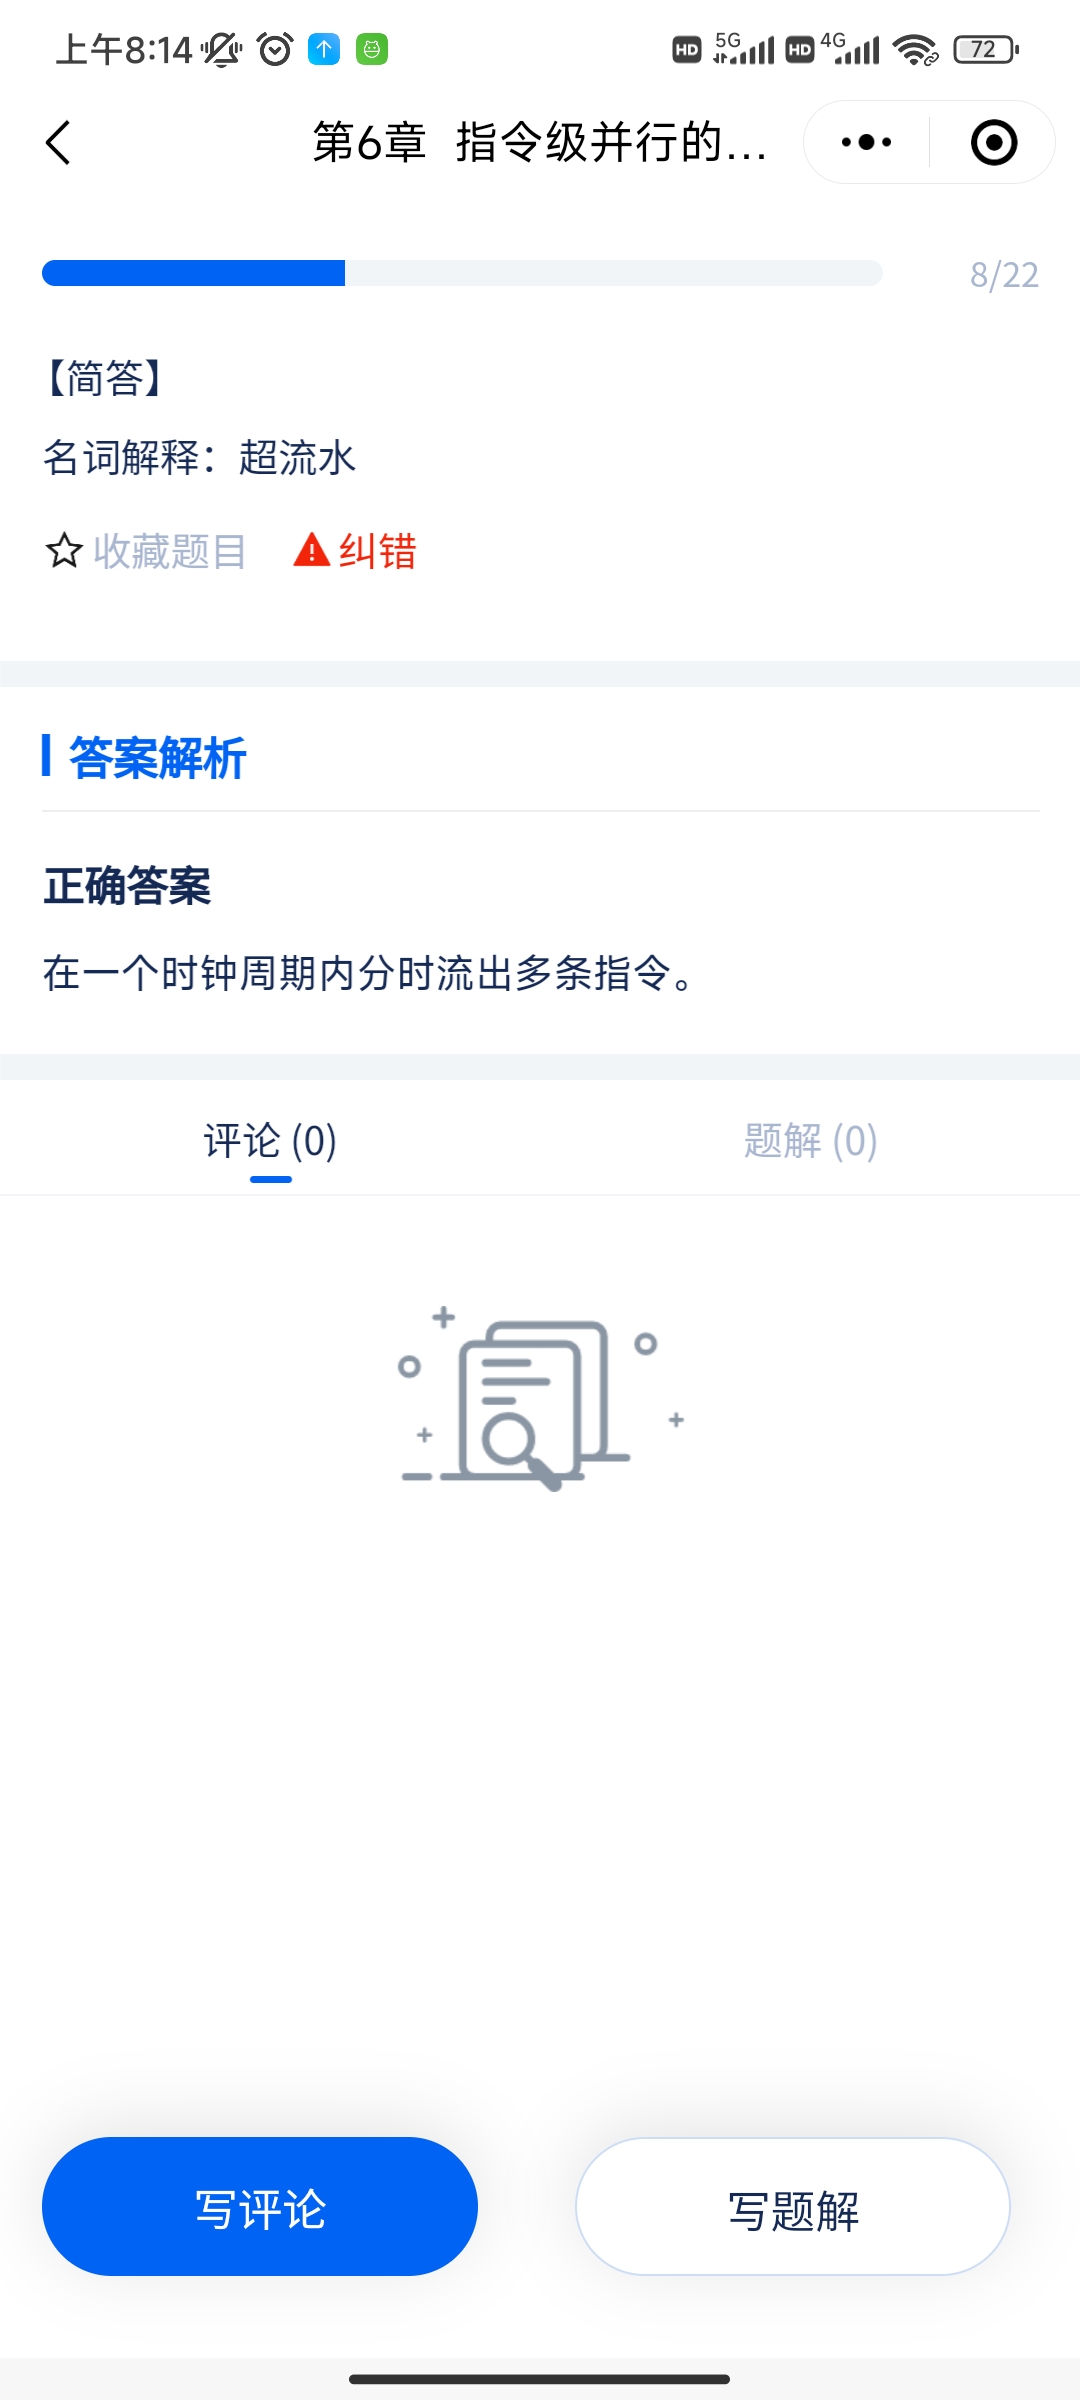 上午8:14 HD 5G HD 4G 72
第6章 指令级并行的...
8/22
【简答】
名词解释：超流水
收藏题目 纠错
答案解析
正确答案
在一个时钟周期内分时流出多条指令。
评论 (0) 题解 (0)
写评论 写题解